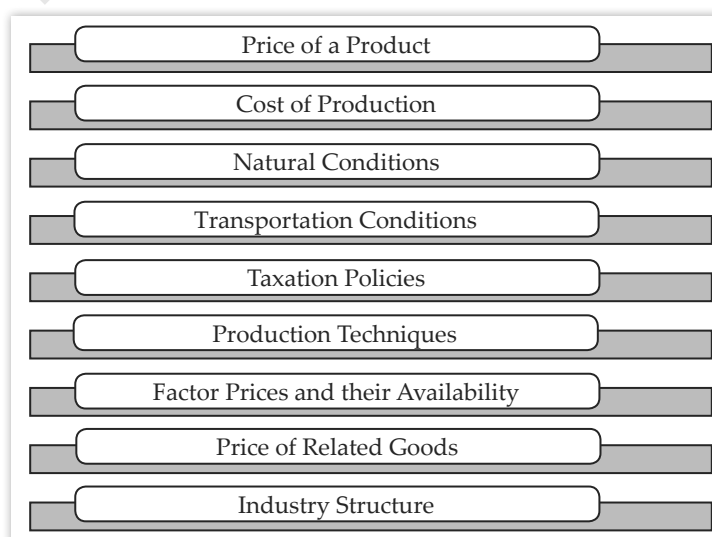 Price of a Product
Cost of Production
Natural Conditions
Transportation Conditions
Taxation Policies
Production Techniques
Factor Prices and their Availability
Price of Related Goods
Industry Structure